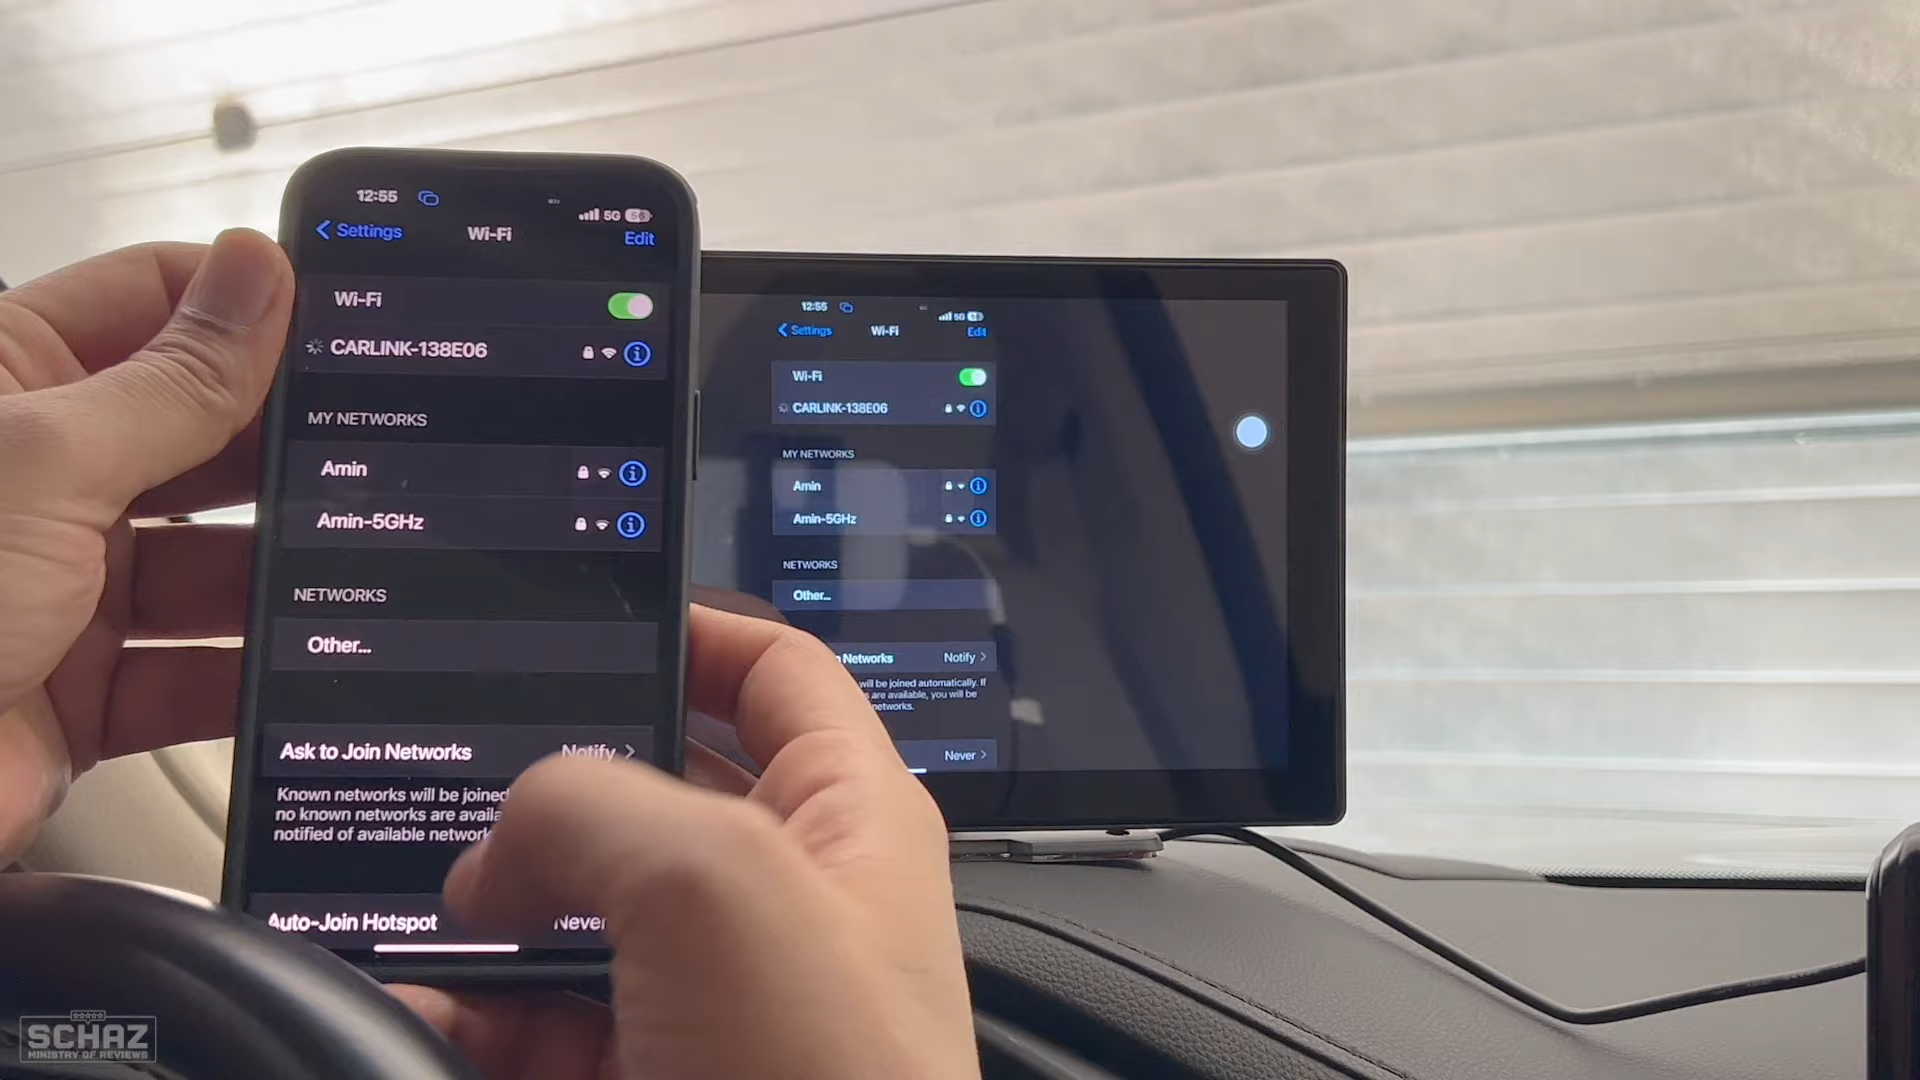 12:55
5G 56
Settings
Wi-Fi
Edit
Wi-Fi
CARLINK-138E06
MY NETWORKS
Amin
Amin-5GHz
NETWORKS
Other...
Ask to Join Networks
Notify
Known networks will be joined
no known networks are availa
notified of available network
Auto-Join Hotspot
Never
12:55
5G
Settings
Wi-Fi
Edit
Wi-Fi
CARLINK-138E06
MY NETWORKS
Amin
Amin-5GHz
NETWORKS
Other...
Networks
Notify
will be joined automatically. If
are available, you will be
networks.
Never
SCHAZ
MINISTRY OF REVIEWS